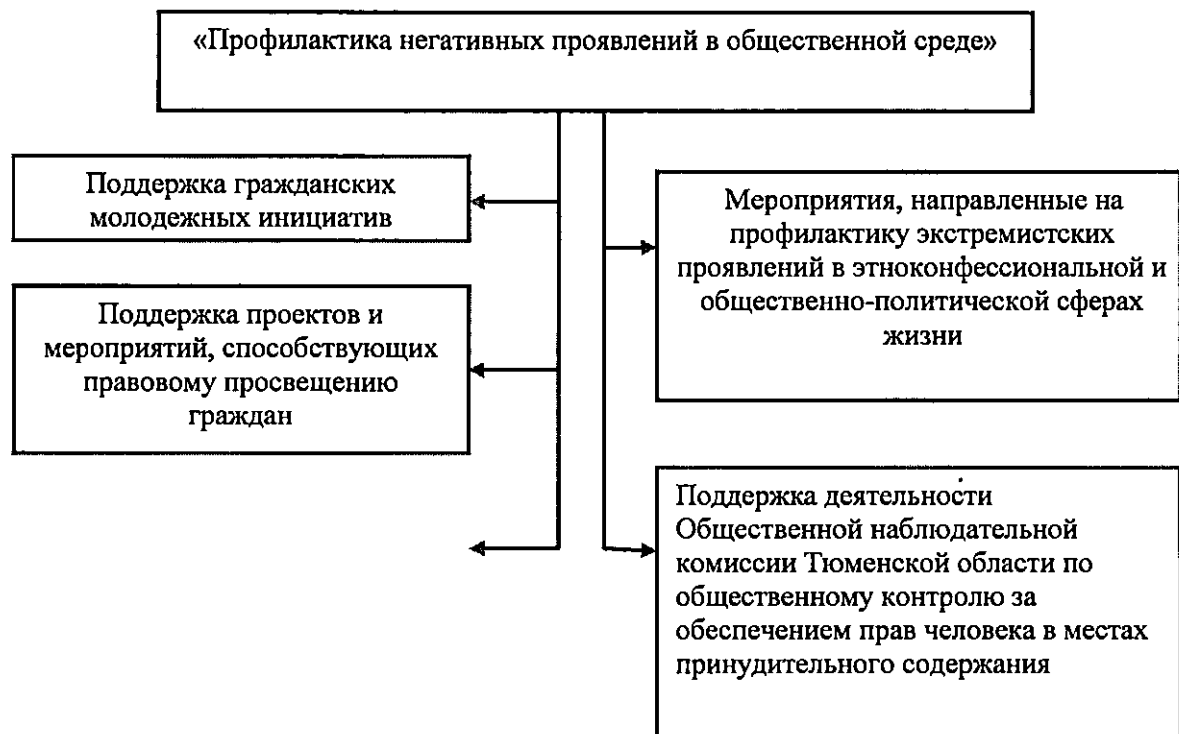 «Профилактика негативных проявлений в общественной среде»
Поддержка гражданских
молодежных инициатив
Поддержка проектов и
мероприятий, способствующих
правовому просвещению
граждан
Мероприятия, направленные на
профилактику экстремистских
проявлений в этноконфессиональной и
общественно-политической сферах
жизни
Поддержка деятельности
Общественной наблюдательной
комиссии Тюменской области по
общественному контролю за
обеспечением прав человека в местах
принудительного содержания